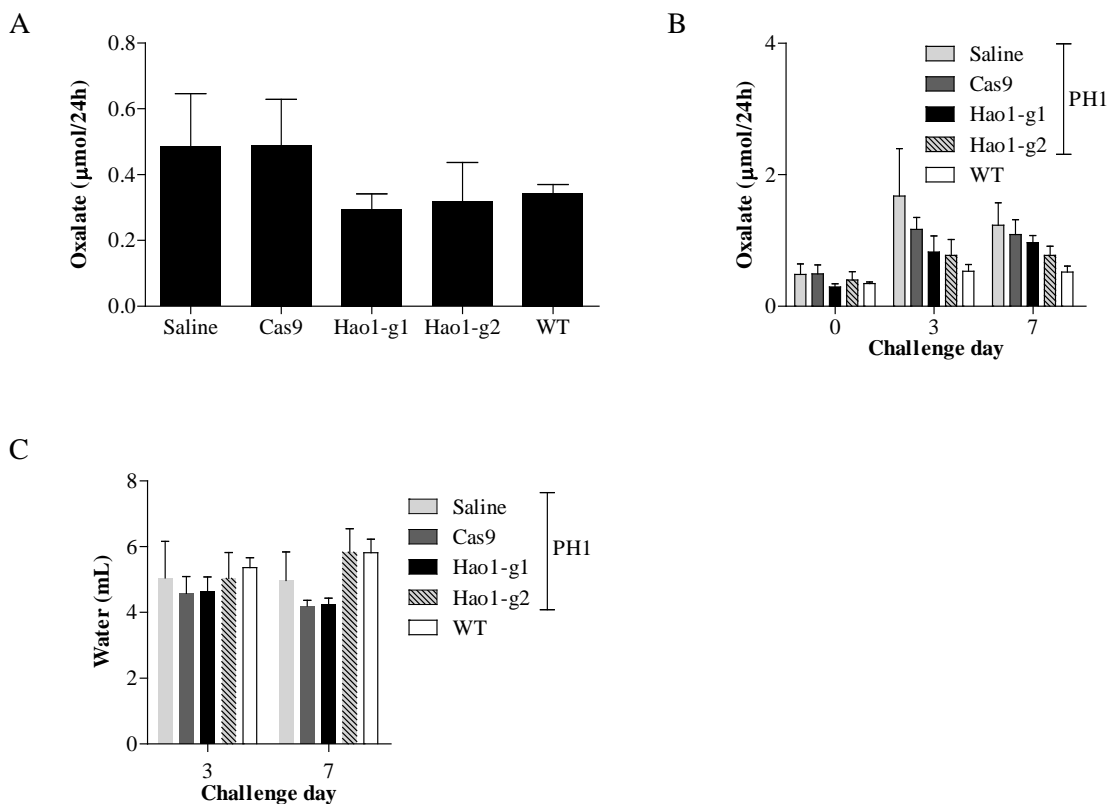 A
Oxalate (μmol/24h)
0.8
0.6
0.4
0.2
0.0
Saline
Cas9
Hao1-g1
Hao1-g2
WT
B
Oxalate (μmol/24h)
4
2
0
Saline
Cas9
Hao1-g1
Hao1-g2
WT
PH1
0
3
7
Challenge day
C
Water (mL)
8
6
4
2
0
Saline
Cas9
Hao1-g1
Hao1-g2
WT
PH1
3
7
Challenge day